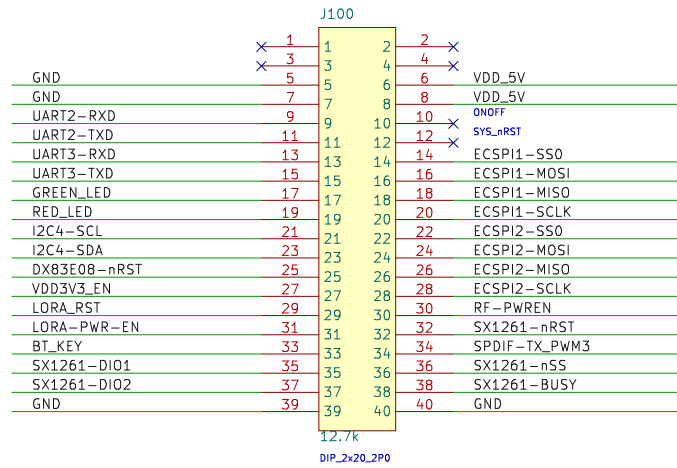 J100
1 1 2 2
3 3 4 4
GND 5 5 6 6 VDD_5V
GND 7 7 8 8 VDD_5V
UART2-RXD 9 9 10 10 ONOFF
UART2-TXD 11 11 12 12 SYS_nRST
UART3-RXD 13 13 14 14 ECSPI1-SS0
UART3-TXD 15 15 16 16 ECSPI1-MOSI
GREEN_LED 17 17 18 18 ECSPI1-MISO
RED_LED 19 19 20 20 ECSPI1-SCLK
I2C4-SCL 21 21 22 22 ECSPI2-SS0
I2C4-SDA 23 23 24 24 ECSPI2-MOSI
DX83E08-nRST 25 25 26 26 ECSPI2-MISO
VDD3V3_EN 27 27 28 28 ECSPI2-SCLK
LORA_RST 29 29 30 30 RF-PWREN
LORA-PWR-EN 31 31 32 32 SX1261-nRST
BT_KEY 33 33 34 34 SPDIF-TX_PWM3
SX1261-DIO1 35 35 36 36 SX1261-nSS
SX1261-DIO2 37 37 38 38 SX1261-BUSY
GND 39 39 40 40 GND
12.7k
DIP_2x20_2P0